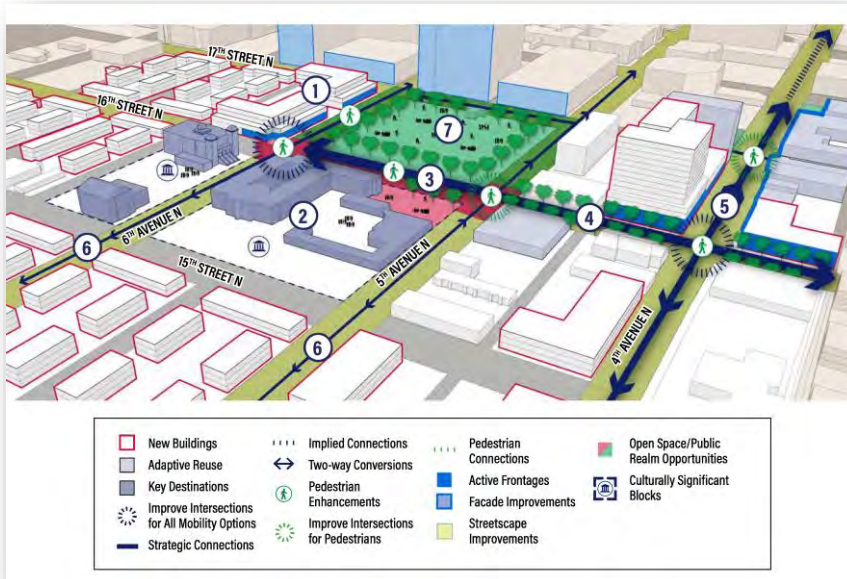 17TH STREET N
1
16TH STREET N
7
3
2
5
4
6TH AVENUE N
6
5TH AVENUE N
15TH STREET N
6
4TH AVENUE N
New Buildings
Adaptive Reuse
Key Destinations
Improve Intersections
for All Mobility Options
Strategic Connections
Implied Connections
Two-way Conversions
Pedestrian
Enhancements
Improve Intersections
for Pedestrians
Pedestrian
Connections
Active Frontages
Facade Improvements
Streetscape
Improvements
Open Space/Public
Realm Opportunities
Culturally Significant
Blocks